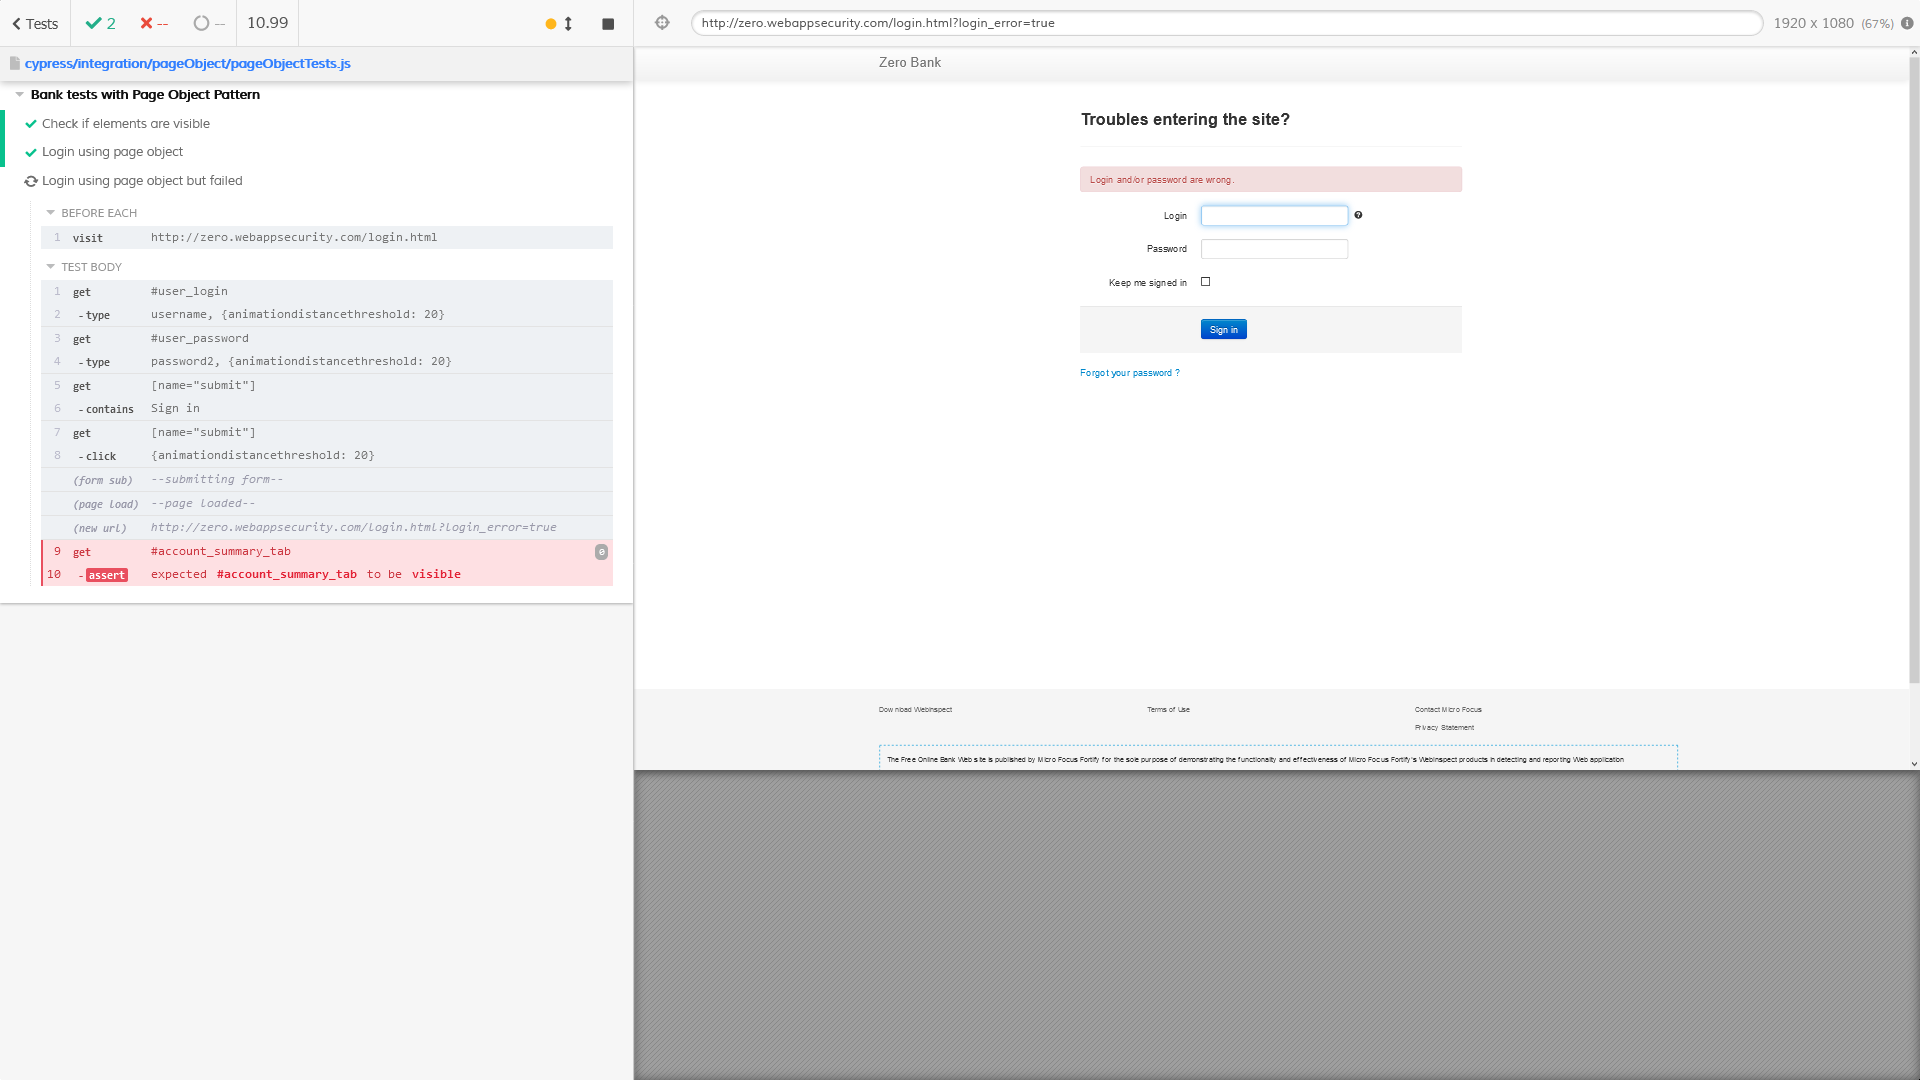 Tests 2 -- -- 10.99
cypress/integration/pageObject/pageObjectTests.js
Bank tests with Page Object Pattern
Check if elements are visible
Login using page object
Login using page object but failed
BEFORE EACH
1 visit http://zero.webappsecurity.com/login.html
TEST BODY
1 get #user_login
2 -type username, {animationdistancethreshold: 20}
3 get #user_password
4 -type password2, {animationdistancethreshold: 20}
5 get [name="submit"]
6 -contains Sign in
7 get [name="submit"]
8 -click {animationdistancethreshold: 20}
(form sub) --submitting form--
(page load) --page loaded--
(new url) http://zero.webappsecurity.com/login.html?login_error=true
9 get #account_summary_tab 0
10 -assert expected #account_summary_tab to be visible
http://zero.webappsecurity.com/login.html?login_error=true 1920 x 1080 (67%)
Zero Bank
Troubles entering the site?
Login and/or password are wrong.
Login
Password
Keep me signed in
Sign in
Forgot your password ?
Download WebInspect
Terms of Use
Contact Micro Focus
Privacy Statement
The Free Online Bank Web site is published by Micro Focus Fortify for the sole purpose of demonstrating the functionality and effectiveness of Micro Focus Fortify's WebInspect products in detecting and reporting Web application